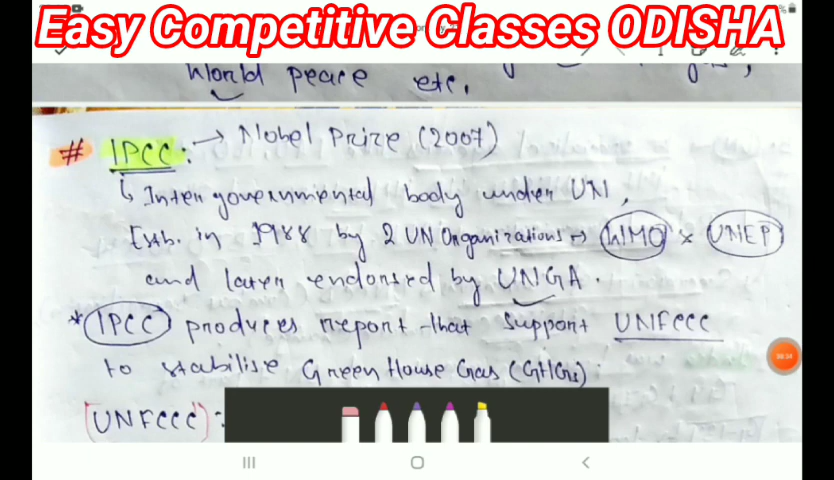 Easy Competitive Classes ODISHA
World peace etc.
# IPCC: → Nobel Prize (2007)
↳ Inter governmental body under UN,
Estb. in 1988 by 2 UN Organizations → WMO & UNEP
and later endorsed by UNGA.
* IPCC produces report that support UNFCCC
to stabilise Green House Gas (GHGs)
UNFCCC: